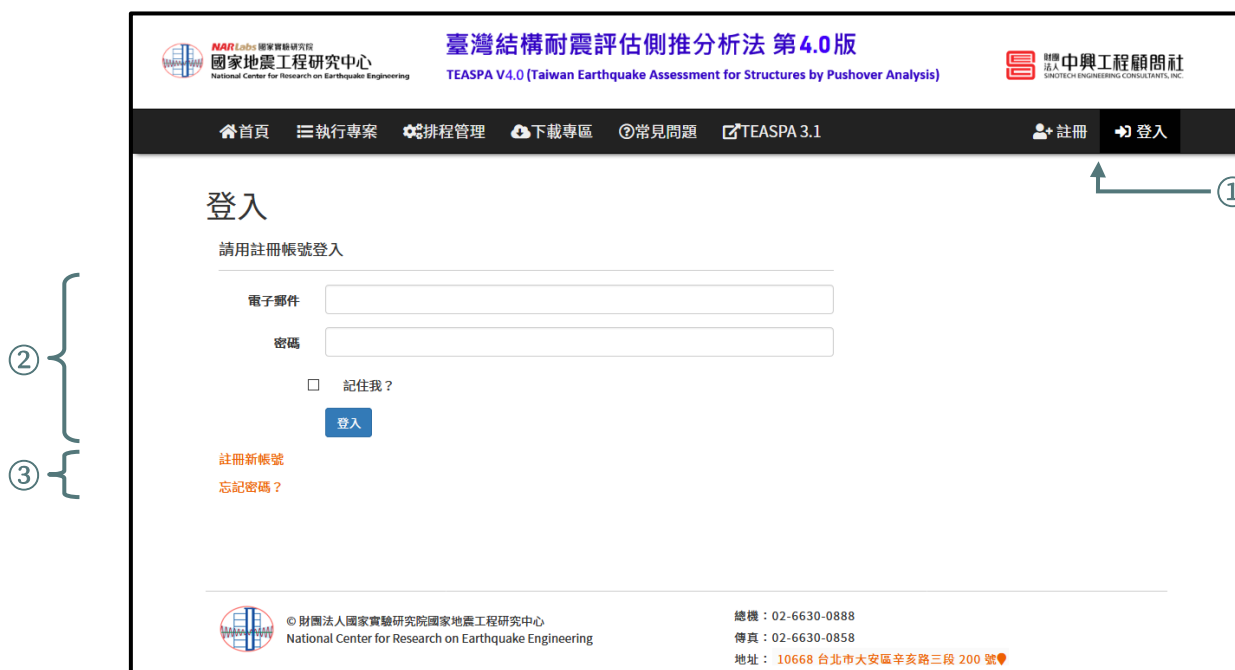 NARLabs 國家實驗研究院
國家地震工程研究中心
National Center for Research on Earthquake Engineering
臺灣結構耐震評估側推分析法 第4.0版
TEASPA V4.0 (Taiwan Earthquake Assessment for Structures by Pushover Analysis)
財團法人中興工程顧問社
SINOTECH ENGINEERING CONSULTANTS, INC.
首頁 執行專案 排程管理 下載專區 常見問題 TEASPA 3.1 註冊 登入
①
登入
請用註冊帳號登入
②
電子郵件
密碼
記住我？
登入
③
註冊新帳號
忘記密碼？
© 財團法人國家實驗研究院國家地震工程研究中心
National Center for Research on Earthquake Engineering
總機：02-6630-0888
傳真：02-6630-0858
地址： 10668 台北市大安區辛亥路三段 200 號